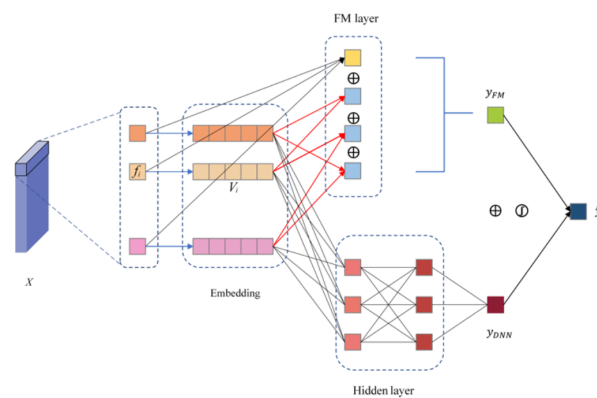 FM layer
y_FM
f_i
V_i
X
Embedding
y_DNN
Hidden layer